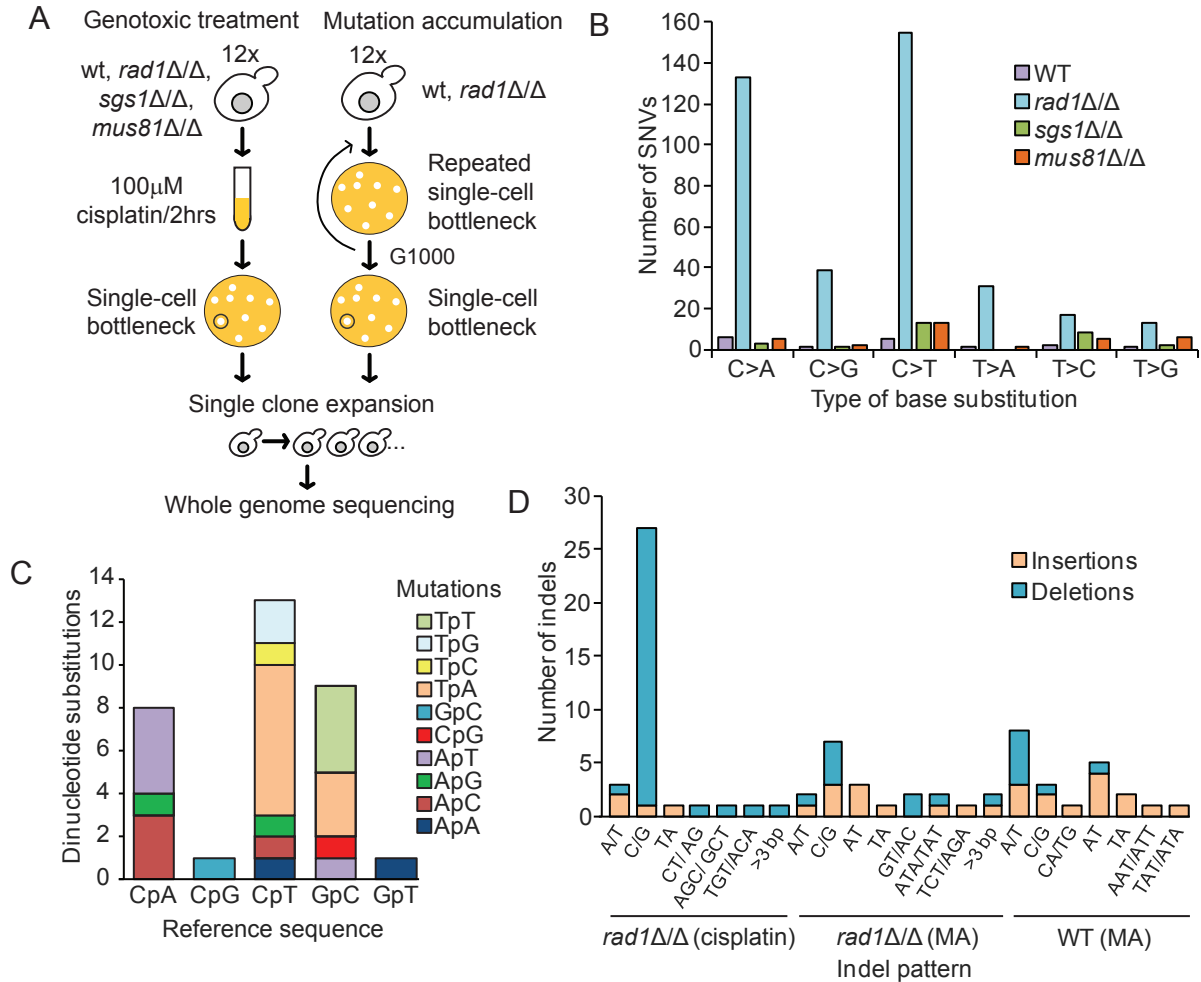 A
Genotoxic treatment
12x
wt, rad1Δ/Δ,
sgs1Δ/Δ,
mus81Δ/Δ
100μM
cisplatin/2hrs
Single-cell
bottleneck
Mutation accumulation
12x
wt, rad1Δ/Δ
Repeated
single-cell
bottleneck
G1000
Single-cell
bottleneck
Single clone expansion
...
Whole genome sequencing
B
Number of SNVs
160
140
120
100
80
60
40
20
0
WT
rad1Δ/Δ
sgs1Δ/Δ
mus81Δ/Δ
C>A C>G C>T T>A T>C T>G
Type of base substitution
C
Dinucleotide substitutions
14
12
10
8
6
4
2
0
Mutations
TpT
TpG
TpC
TpA
GpC
CpG
ApT
ApG
ApC
ApA
CpA CpG CpT GpC GpT
Reference sequence
D
Number of indels
30
25
20
15
10
5
0
Insertions
Deletions
A/T
C/G
TA
CT/ AG
AGC/ GCT
TGT/ACA
>3 bp
A/T
C/G
AT
TA
GT/AC
ATA/TAT
TCT/AGA
>3 bp
A/T
C/G
CA/TG
AT
TA
AAT/ATT
TAT/ATA
rad1Δ/Δ (cisplatin) rad1Δ/Δ (MA) WT (MA)
Indel pattern